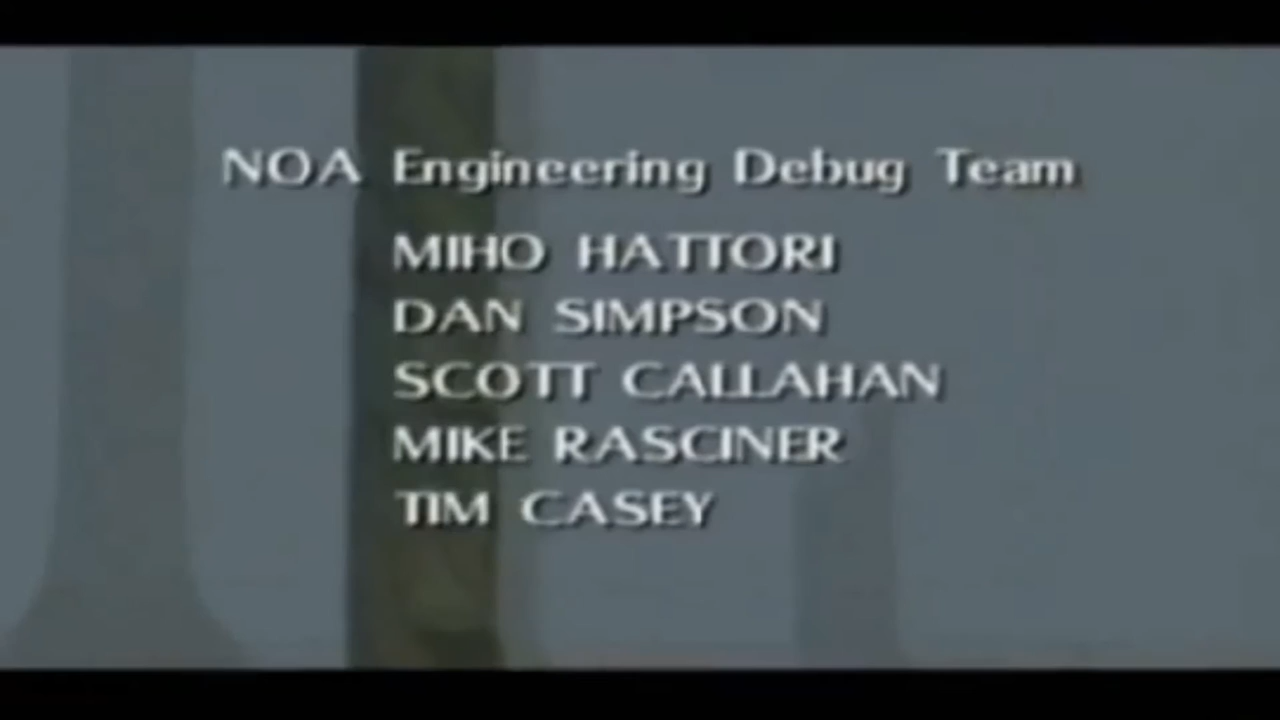 NOA Engineering Debug Team
MIHO HATTORI
DAN SIMPSON
SCOTT CALLAHAN
MIKE RASCINER
TIM CASEY